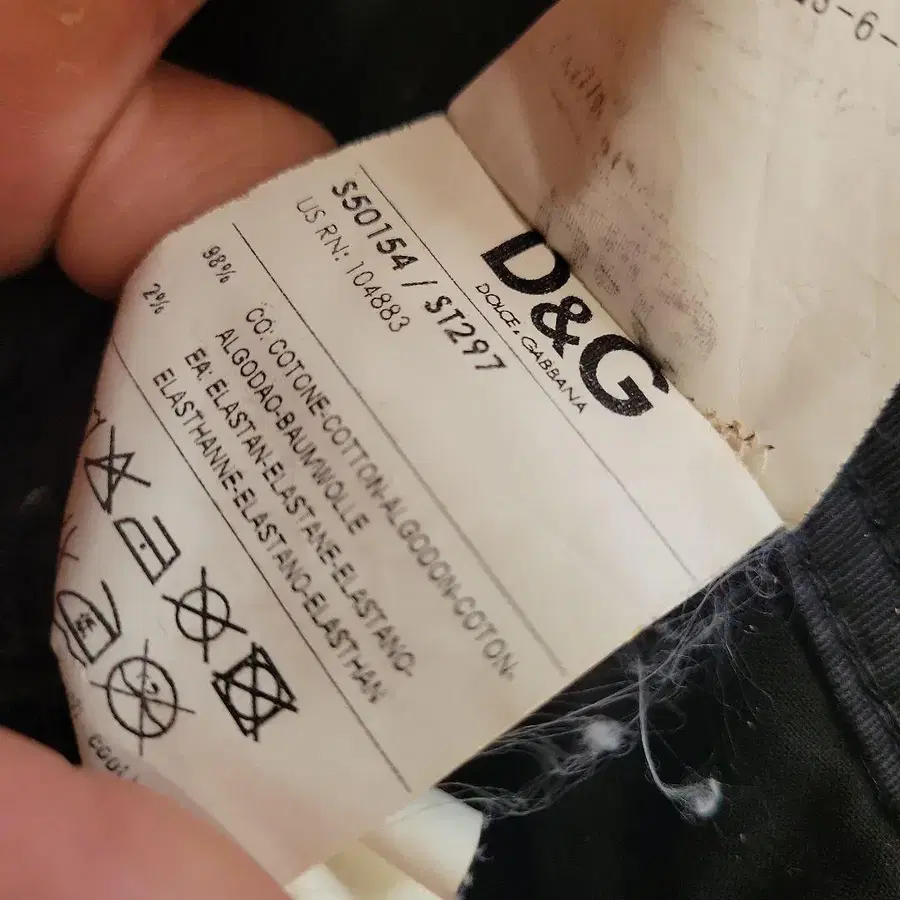 D&G
DOLCE & GABBANA
S50154 / ST297
US RN: 104883
98% CO: COTONE-COTTON-ALGODON-COTON-
ALGODAO-BAUMWOLLE
2% EA: ELASTAN-ELASTANE-ELASTANO-
ELASTHANNE-ELASTANO-ELASTHAN